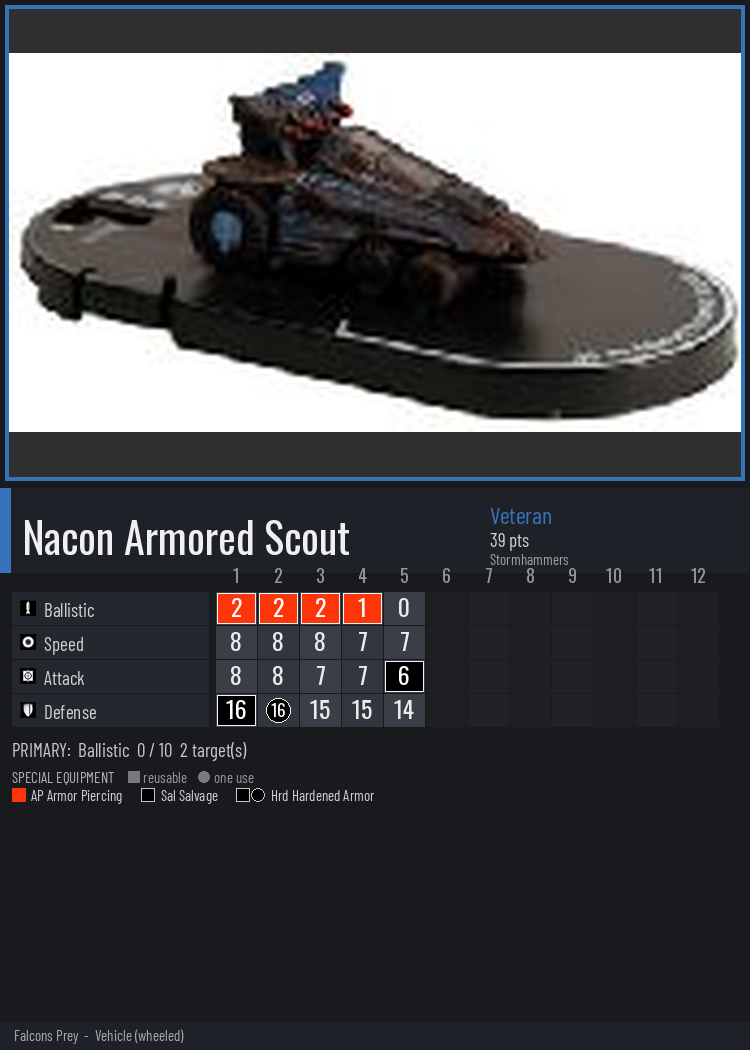 Nacon Armored Scout
Veteran
39 pts
Stormhammers
1 2 3 4 5 6 7 8 9 10 11 12
Ballistic 2 2 2 1 0
Speed 8 8 8 7 7
Attack 8 8 7 7 6
Defense 16 16 15 15 14
PRIMARY: Ballistic 0 / 10 2 target(s)
SPECIAL EQUIPMENT reusable one use
AP Armor Piercing Sal Salvage Hrd Hardened Armor
Falcons Prey - Vehicle (wheeled)